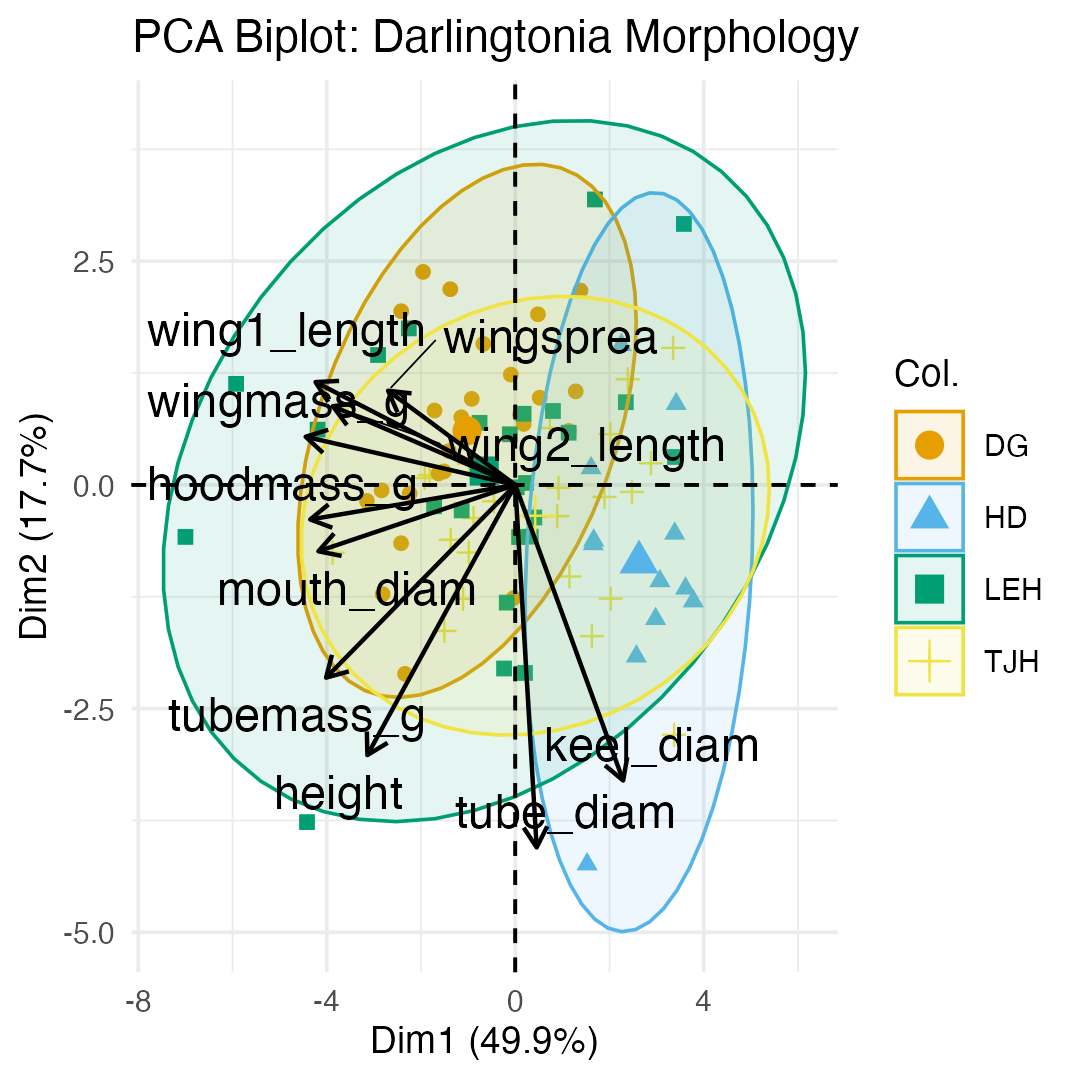 PCA Biplot: Darlingtonia Morphology
2.5
0.0
-2.5
-5.0
Dim2 (17.7%)
wing1_length
wingsprea
wingmass_g
wing2_length
hoodmass_g
mouth_diam
tubemass_g
keel_diam
height
tube_diam
-8
-4
0
4
Dim1 (49.9%)
Col.
DG
HD
LEH
TJH